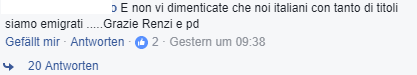 o E non vi dimenticate che noi italiani con tanto di titoli
siamo emigrati .....Grazie Renzi e pd
Gefällt mir · Antworten · 2 · Gestern um 09:38
20 Antworten